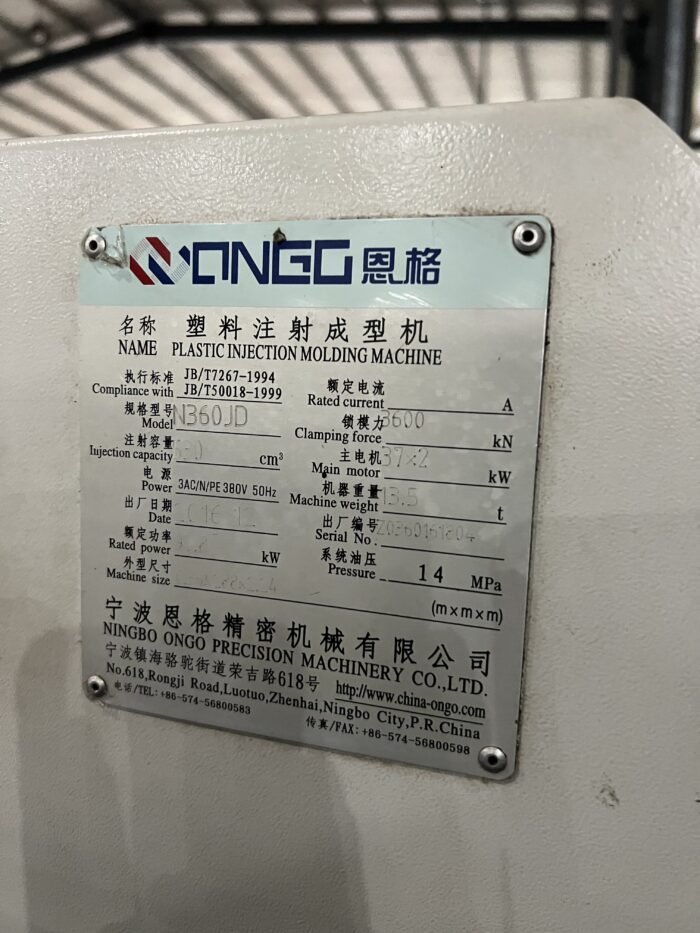 ONGO 恩格
名称 塑料注射成型机
NAME PLASTIC INJECTION MOLDING MACHINE
执行标准 JB/T7267-1994
Compliance with JB/T50018-1999
规格型号
Model N360JD
注射容量
Injection capacity cm³
电源
Power 3AC/N/PE 380V 50Hz
出厂日期
Date
额定功率
Rated power kW
外型尺寸
Machine size
额定电流
Rated current A
锁模力 3600
Clamping force kN
主电机 37×2
Main motor kW
机器重量 13.5
Machine weight t
出厂编号
Serial No.
系统油压
Pressure 14 MPa
(m×m×m)
宁波恩格精密机械有限公司
NINGBO ONGO PRECISION MACHINERY CO.,LTD.
宁波镇海骆驼街道荣吉路618号 http://www.china-ongo.com
No.618,Rongji Road,Luotuo,Zhenhai,Ningbo City,P.R.China
电话/TEL: +86-574-56800583
传真/FAX: +86-574-56800598